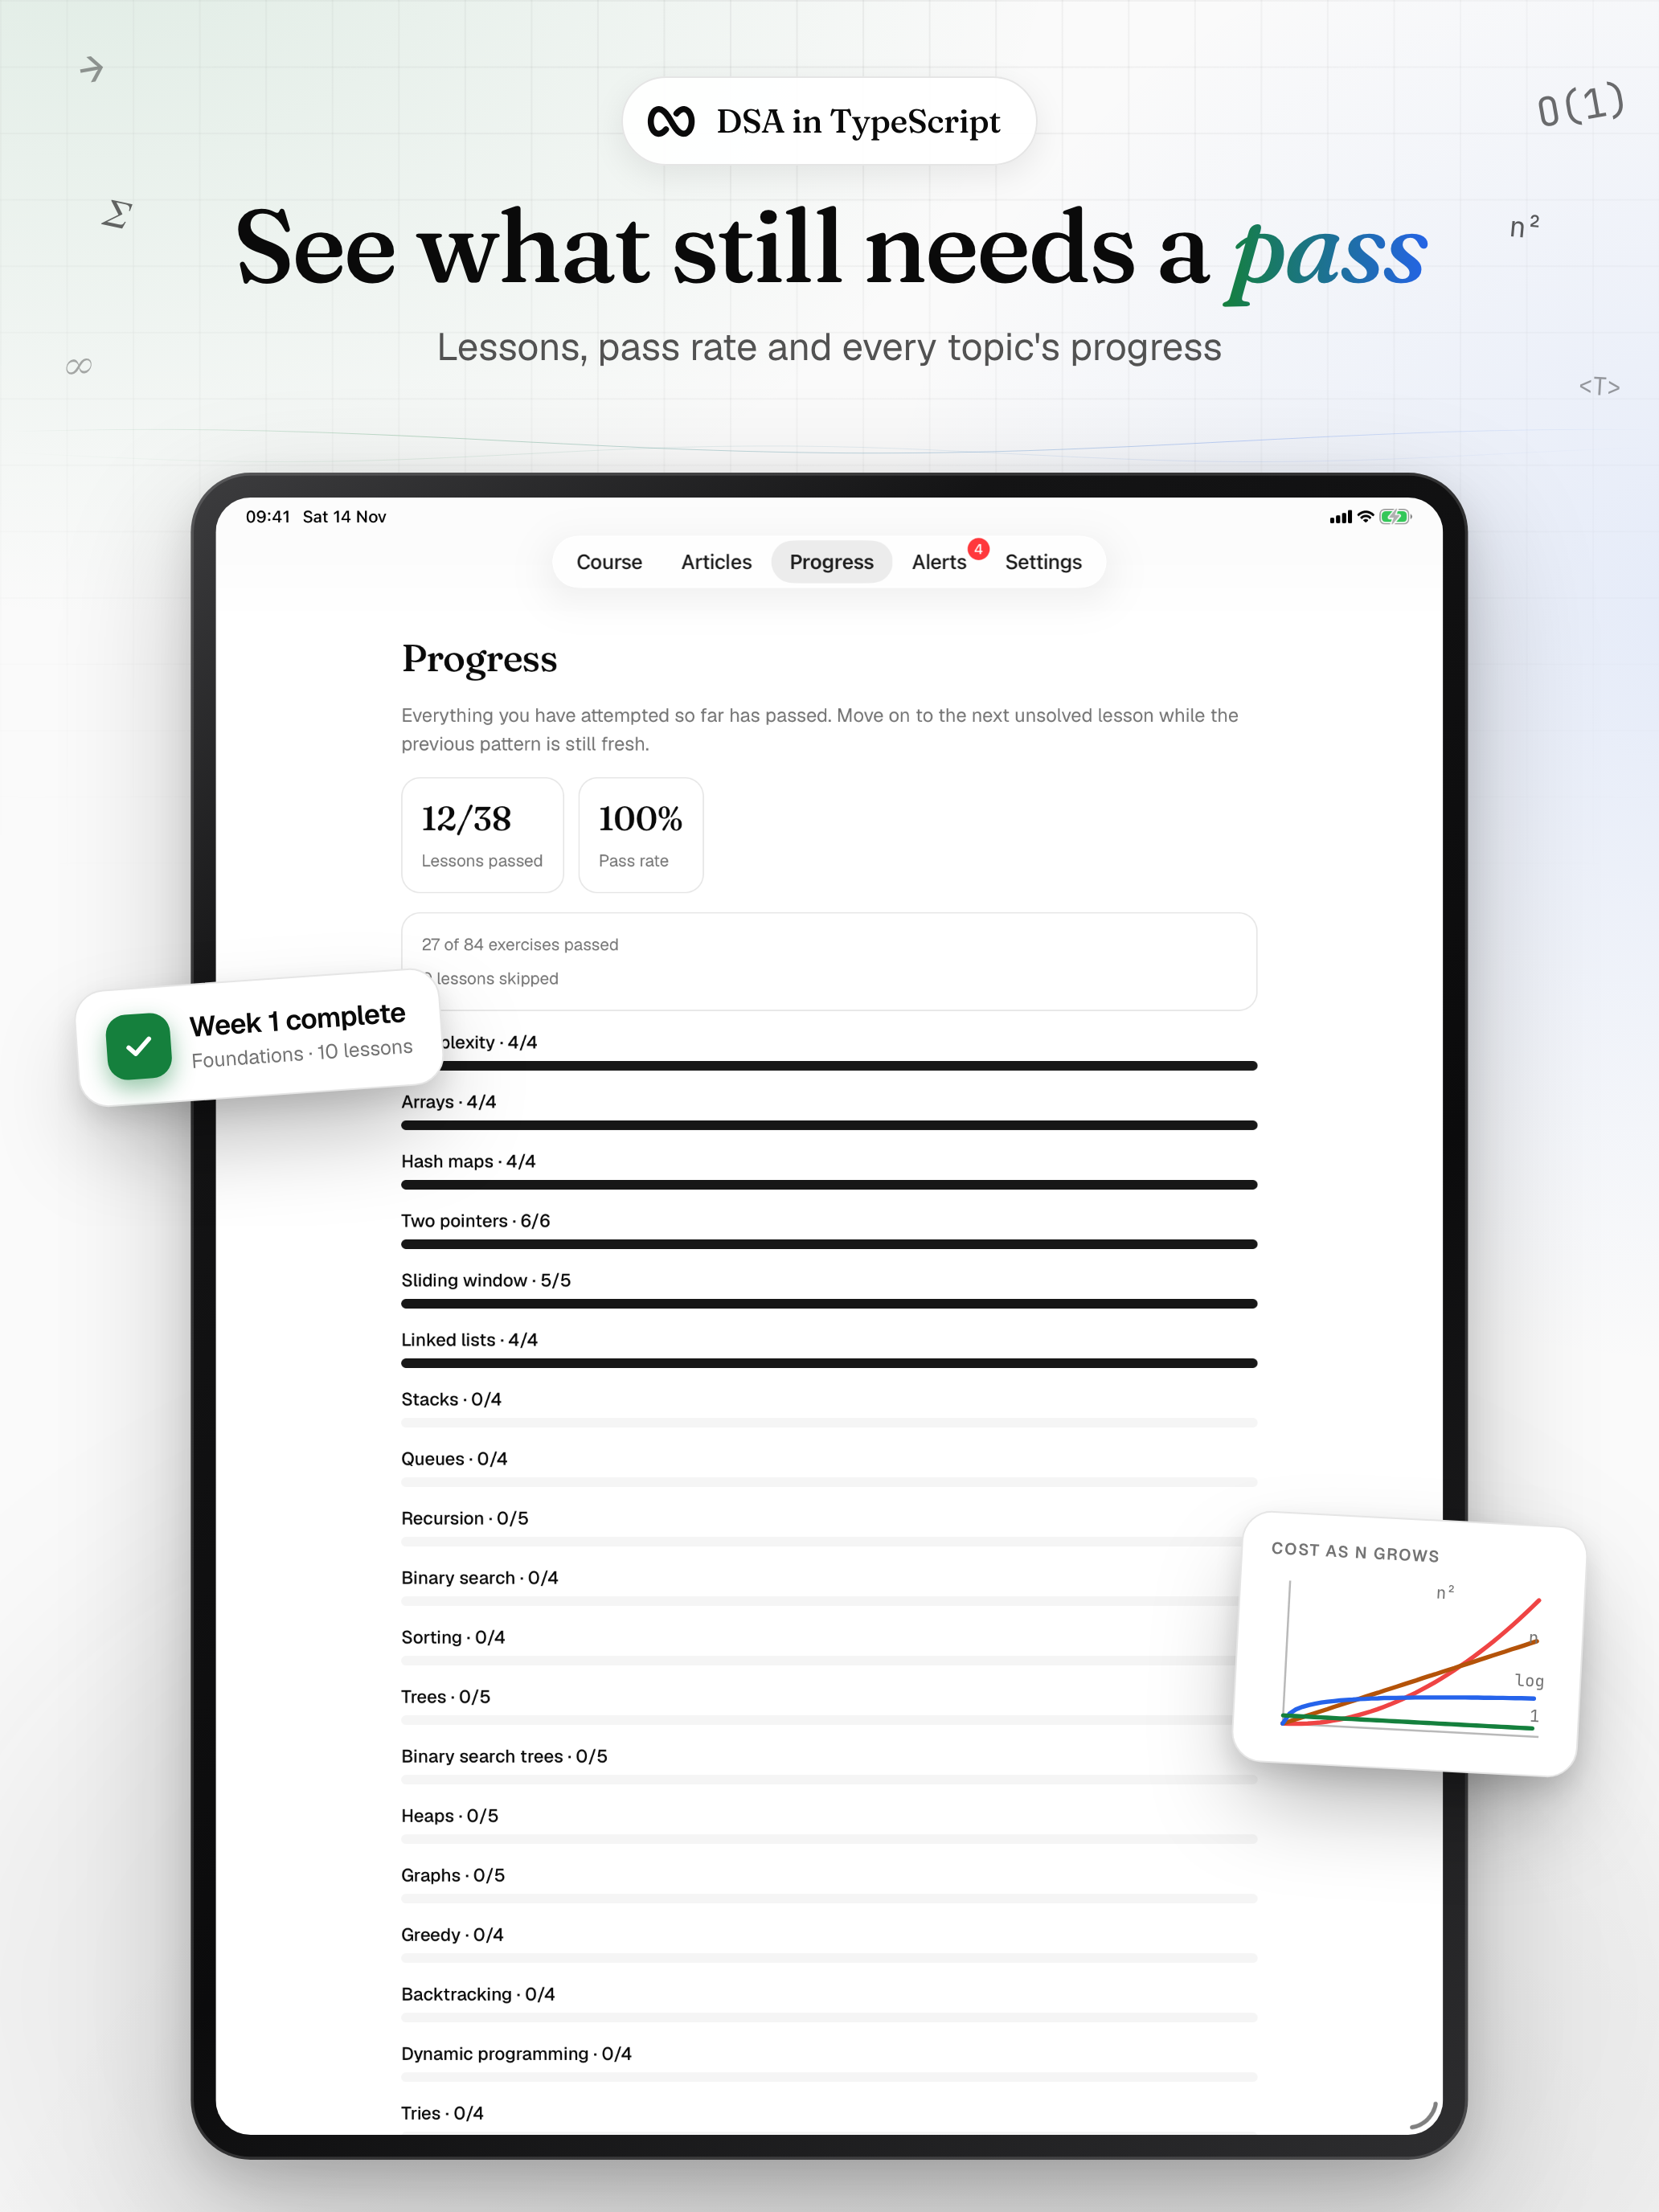 →
O(1)
DSA in TypeScript
Σ
See what still needs a pass
n²
∞
Lessons, pass rate and every topic's progress
<T>
09:41 Sat 14 Nov
Course Articles Progress Alerts 4 Settings
Progress
Everything you have attempted so far has passed. Move on to the next unsolved lesson while the
previous pattern is still fresh.
12/38 100%
Lessons passed Pass rate
27 of 84 exercises passed
lessons skipped
Week 1 complete
Foundations · 10 lessons
4/4
Arrays · 4/4
Hash maps · 4/4
Two pointers · 6/6
Sliding window · 5/5
Linked lists · 4/4
Stacks · 0/4
Queues · 0/4
Recursion · 0/5
Binary search · 0/4
Sorting · 0/4
Trees · 0/5
Binary search trees · 0/5
Heaps · 0/5
Graphs · 0/5
Greedy · 0/4
Backtracking · 0/4
Dynamic programming · 0/4
Tries · 0/4
COST AS N GROWS
n²
n
log
1